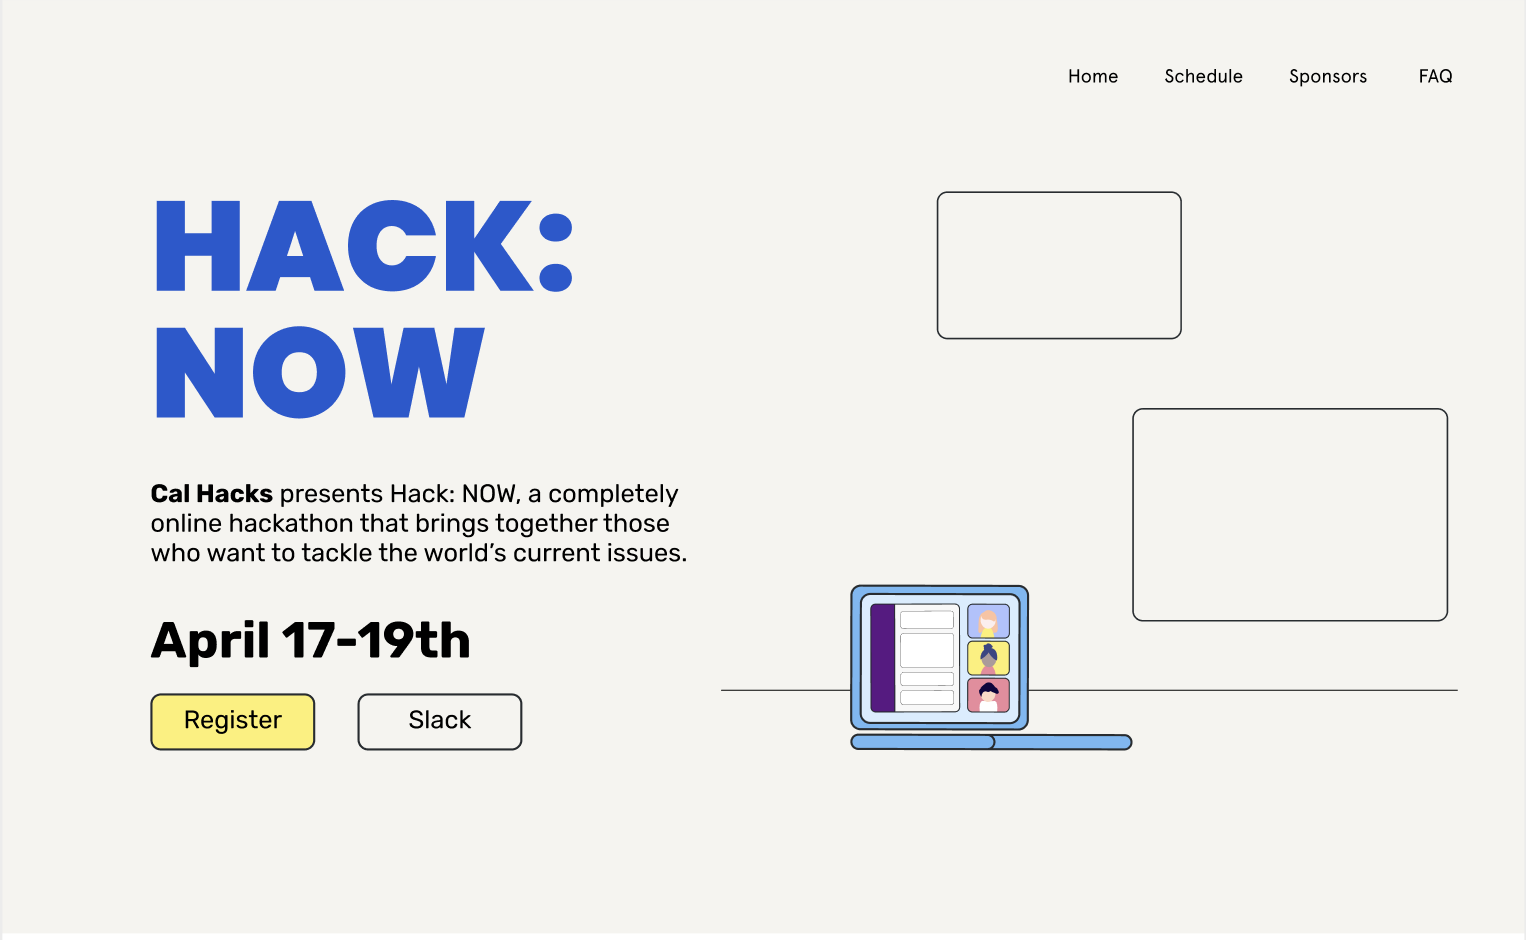 Home Schedule Sponsors FAQ
HACK:
NOW
Cal Hacks presents Hack: NOW, a completely
online hackathon that brings together those
who want to tackle the world’s current issues.
April 17-19th
Register Slack